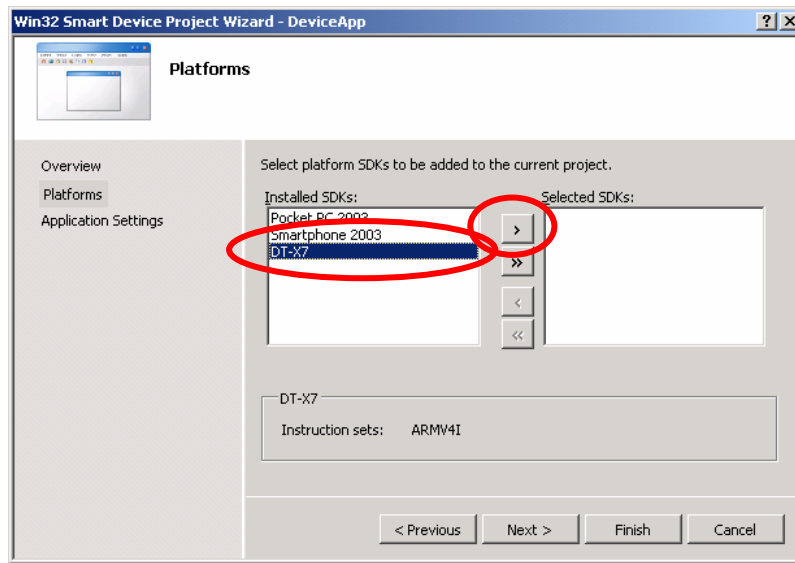 Win32 Smart Device Project Wizard - DeviceApp
Platforms
Overview
Platforms
Application Settings
Select platform SDKs to be added to the current project.
Installed SDKs:
Selected SDKs:
Pocket PC 2003
Smartphone 2003
DT-X7
>
>>
<
<<
DT-X7
Instruction sets: ARMV4I
< Previous
Next >
Finish
Cancel